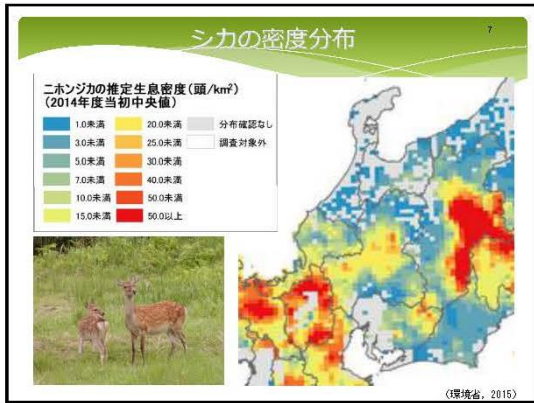 シカの密度分布
7
ニホンジカの推定生息密度(頭/km²)
(2014年度当初中央値)
1.0未満
20.0未満
分布確認なし
3.0未満
25.0未満
調査対象外
5.0未満
30.0未満
7.0未満
40.0未満
10.0未満
50.0未満
15.0未満
50.0以上
(環境省, 2015)